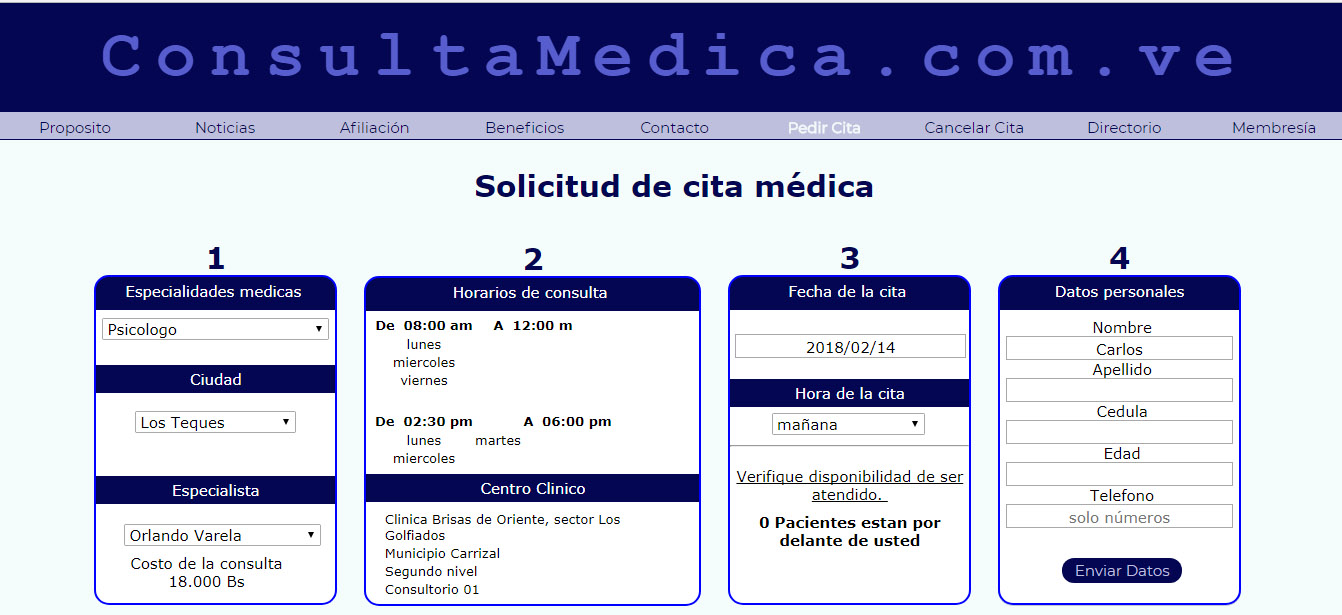 ConsultaMedica.com.ve
Proposito Noticias Afiliación Beneficios Contacto Pedir Cita Cancelar Cita Directorio Membresía
Solicitud de cita médica
1
Especialidades medicas
Psicologo
Ciudad
Los Teques
Especialista
Orlando Varela
Costo de la consulta
18.000 Bs
2
Horarios de consulta
De 08:00 am A 12:00 m
lunes
miercoles
viernes
De 02:30 pm A 06:00 pm
lunes martes
miercoles
Centro Clinico
Clinica Brisas de Oriente, sector Los
Golfiados
Municipio Carrizal
Segundo nivel
Consultorio 01
3
Fecha de la cita
2018/02/14
Hora de la cita
mañana
Verifique disponibilidad de ser
atendido.
0 Pacientes estan por
delante de usted
4
Datos personales
Nombre
Carlos
Apellido
Cedula
Edad
Telefono
solo números
Enviar Datos